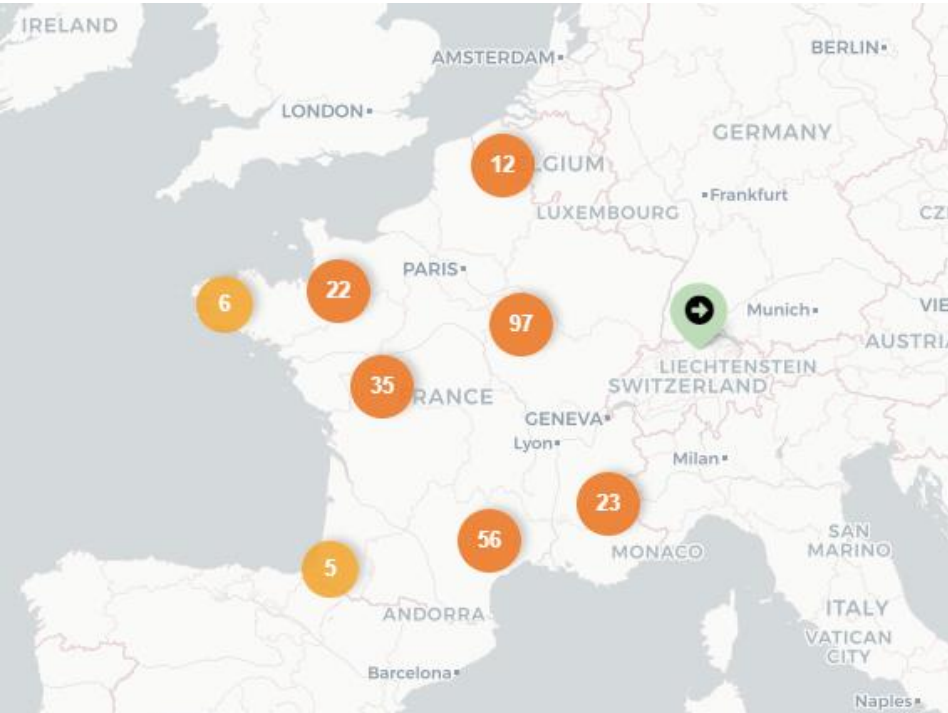 IRELAND
BERLIN
AMSTERDAM
LONDON
GERMANY
12
LGIUM
Frankfurt
LUXEMBOURG
CZ
PARIS
22
6
97
Munich
VIE
AUSTRIA
LIECHTENSTEIN
35
SWITZERLAND
RANCE
GENEVA
Lyon
Milan
23
56
SAN
MARINO
MONACO
5
ANDORRA
ITALY
VATICAN
CITY
Barcelona
Naples